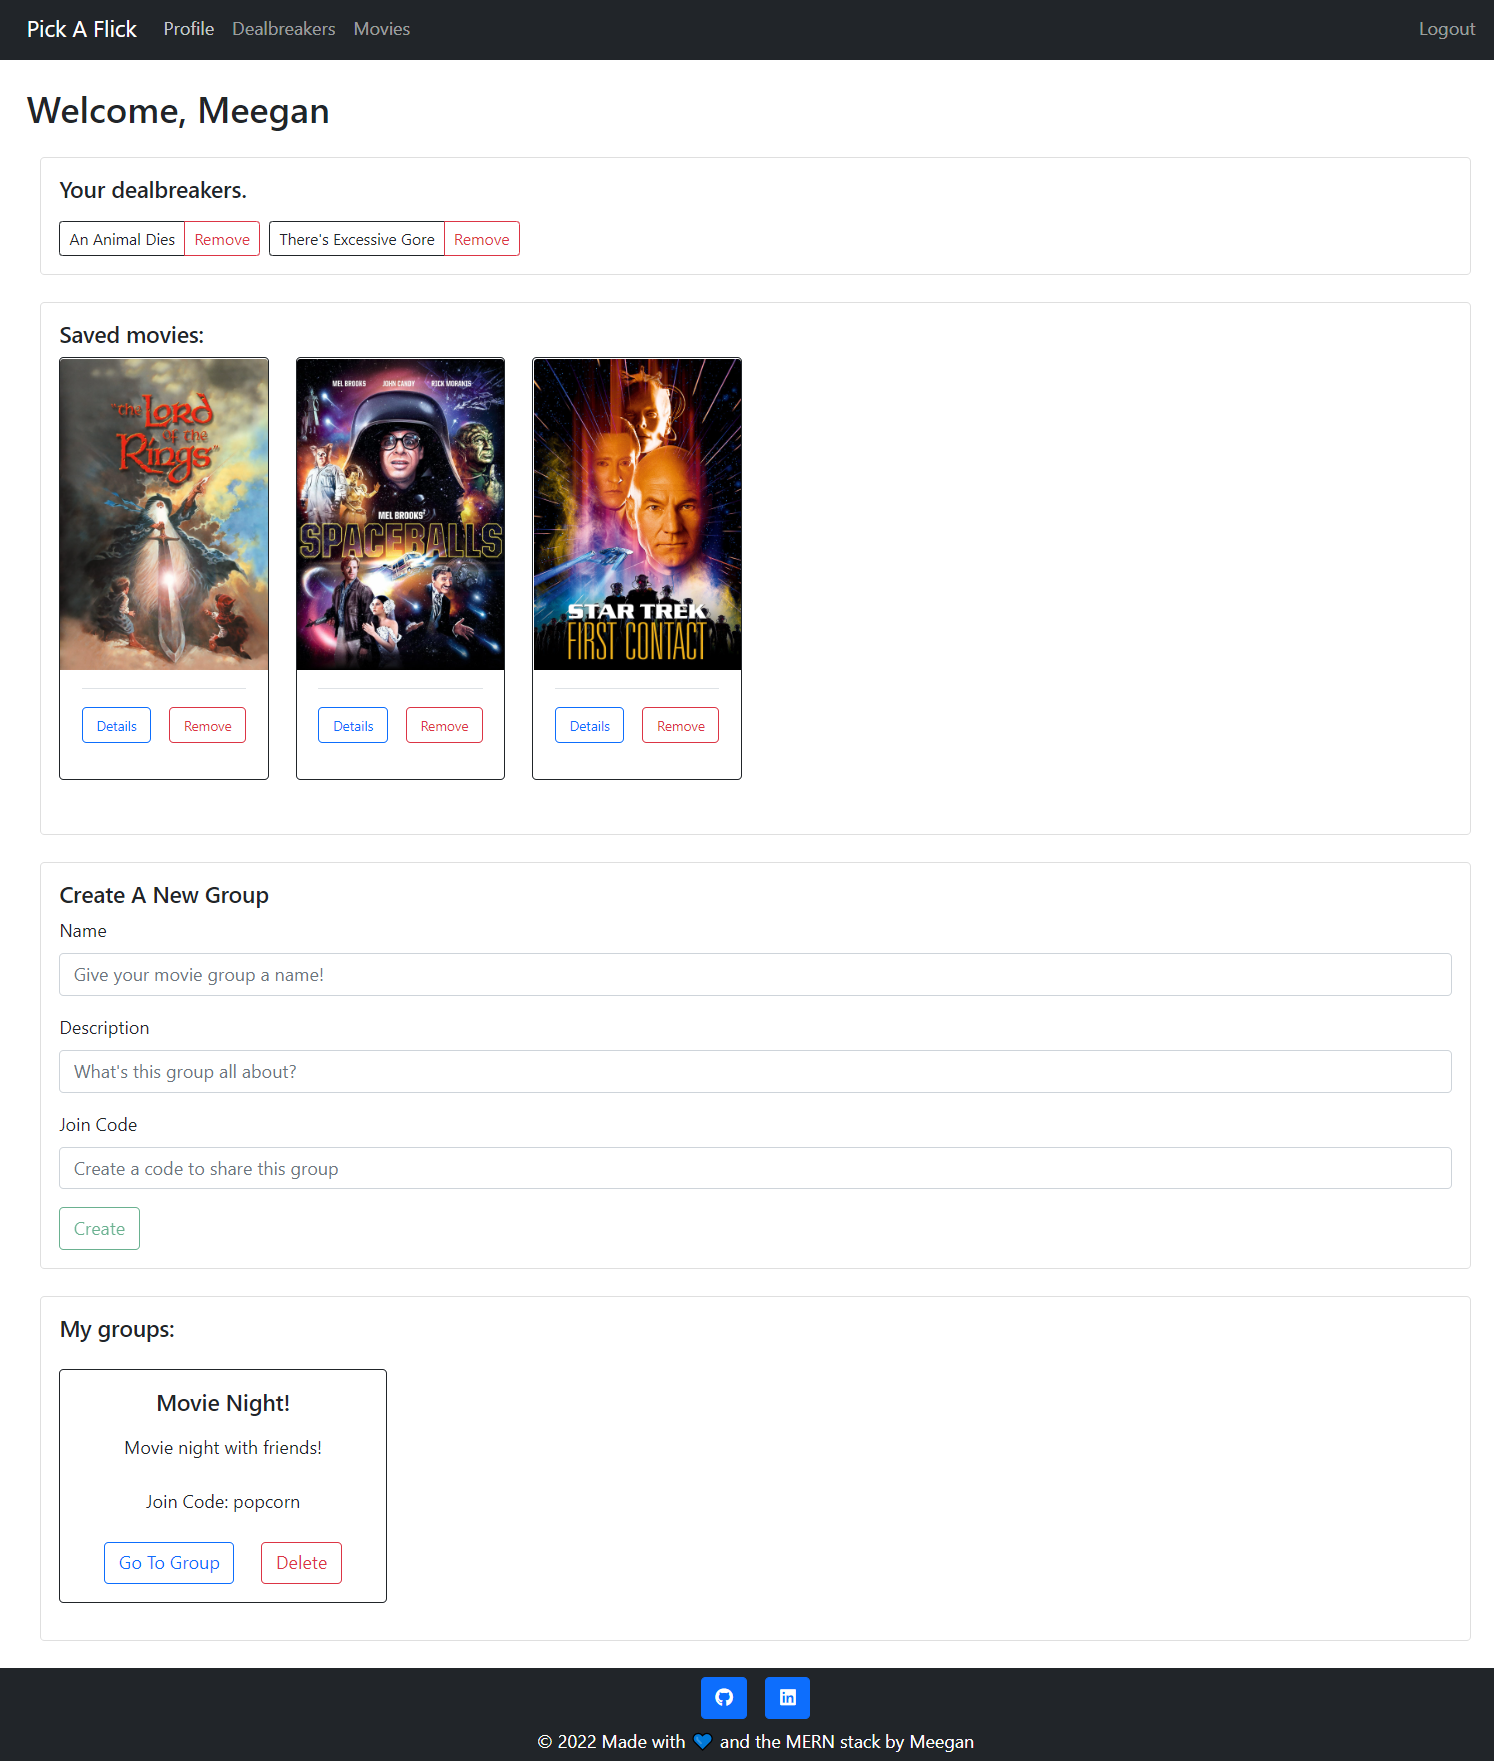 Pick A Flick Profile Dealbreakers Movies Logout
Welcome, Meegan
Your dealbreakers.
An Animal Dies Remove There's Excessive Gore Remove
Saved movies:
"the Lord
of the
Rings"
MEL BROOKS JOHN CANDY RICK MORANIS
MEL BROOKS'
SPACEBALLS
STAR TREK
FIRST CONTACT
Details Remove Details Remove Details Remove
Create A New Group
Name
Give your movie group a name!
Description
What's this group all about?
Join Code
Create a code to share this group
Create
My groups:
Movie Night!
Movie night with friends!
Join Code: popcorn
Go To Group Delete
in
© 2022 Made with 💙 and the MERN stack by Meegan